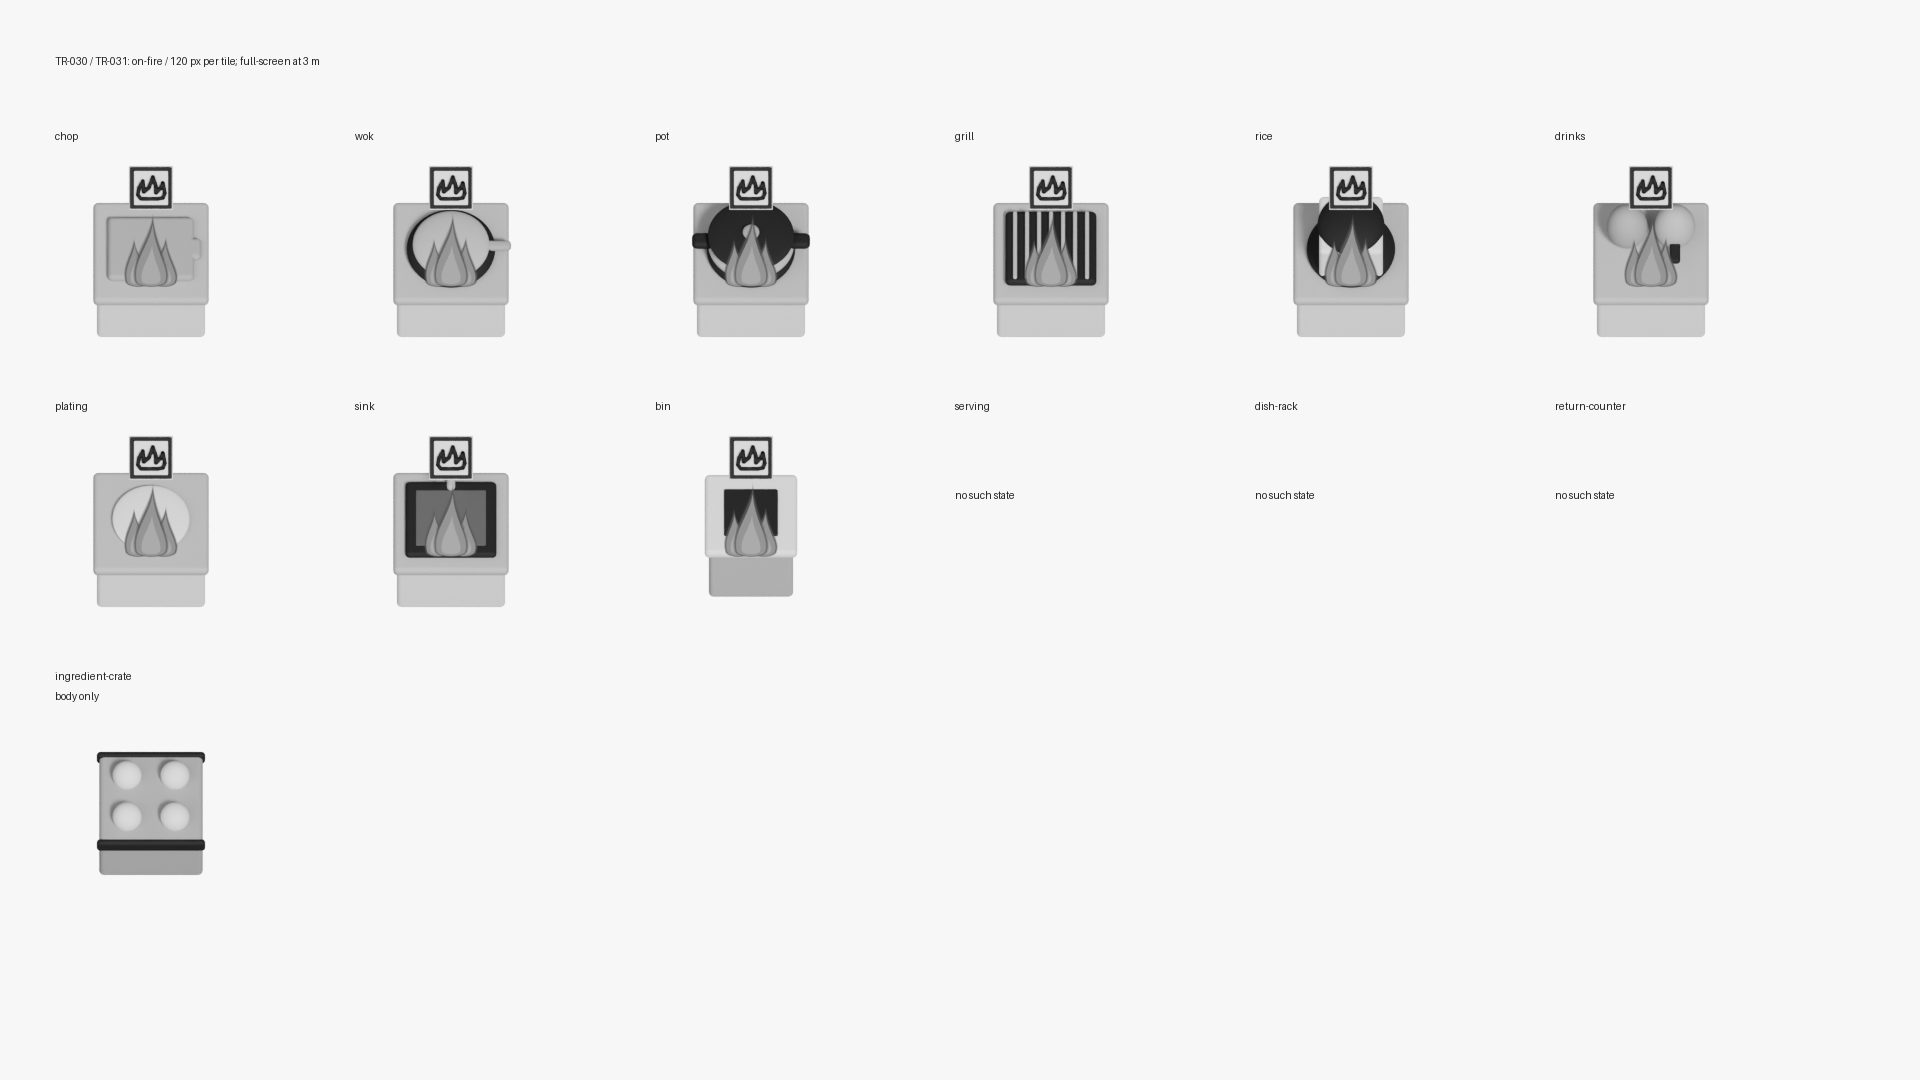 TR-030 / TR-031: on-fire / 120 px per tile; full-screen at 3 m
chop
wok
pot
grill
rice
drinks
plating
sink
bin
serving
dish-rack
return-counter
no such state
no such state
no such state
ingredient-crate
body only